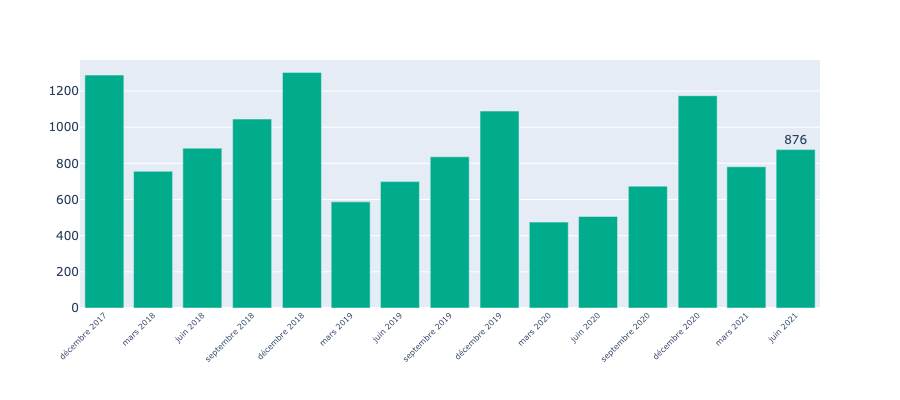 1200
1000
800
600
400
200
0
876
décembre 2017
mars 2018
juin 2018
septembre 2018
décembre 2018
mars 2019
juin 2019
septembre 2019
décembre 2019
mars 2020
juin 2020
septembre 2020
décembre 2020
mars 2021
juin 2021